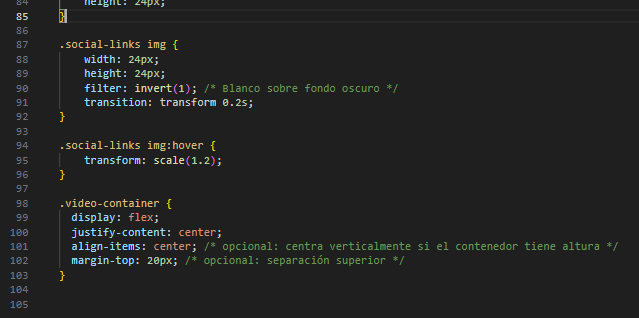 84 height: 24px;
85 }
86
87 .social-links img {
88 width: 24px;
89 height: 24px;
90 filter: invert(1); /* Blanco sobre fondo oscuro */
91 transition: transform 0.2s;
92 }
93
94 .social-links img:hover {
95 transform: scale(1.2);
96 }
97
98 .video-container {
99 display: flex;
100 justify-content: center;
101 align-items: center; /* opcional: centra verticalmente si el contenedor tiene altura */
102 margin-top: 20px; /* opcional: separación superior */
103 }
104
105